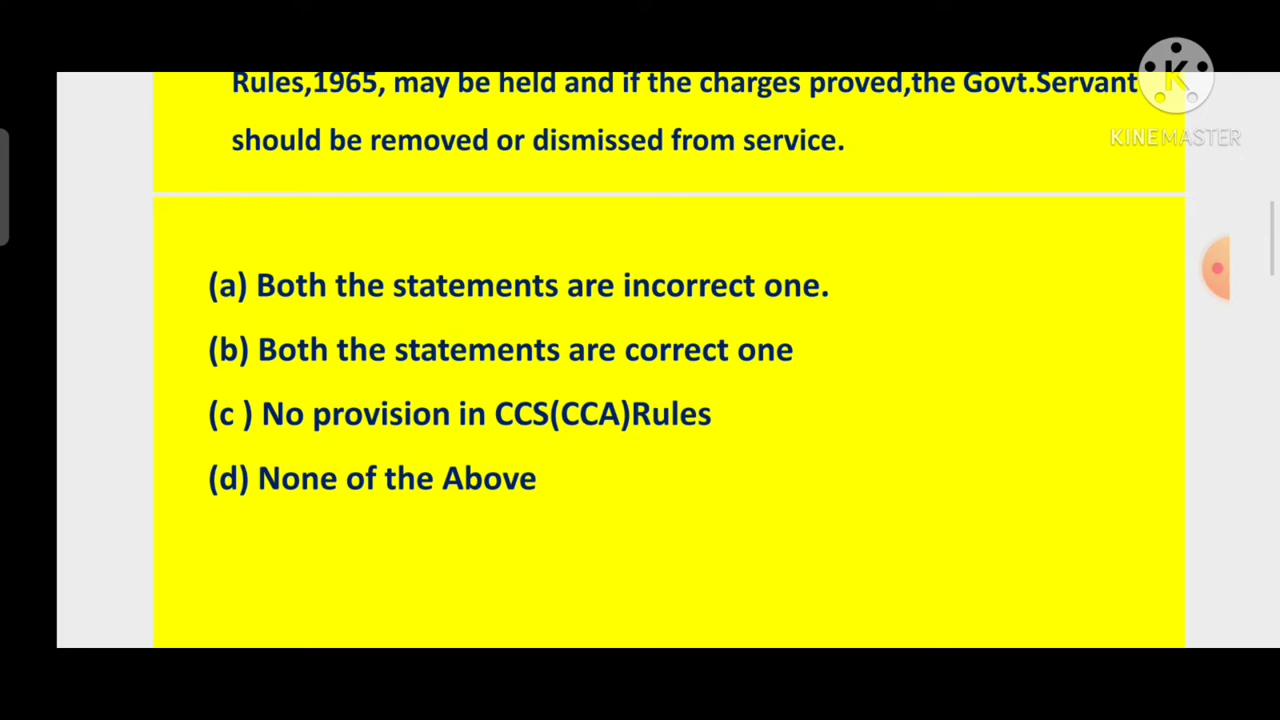 Rules,1965, may be held and if the charges proved,the Govt.Servant
should be removed or dismissed from service.
K
KINEMASTER
(a) Both the statements are incorrect one.
(b) Both the statements are correct one
(c ) No provision in CCS(CCA)Rules
(d) None of the Above